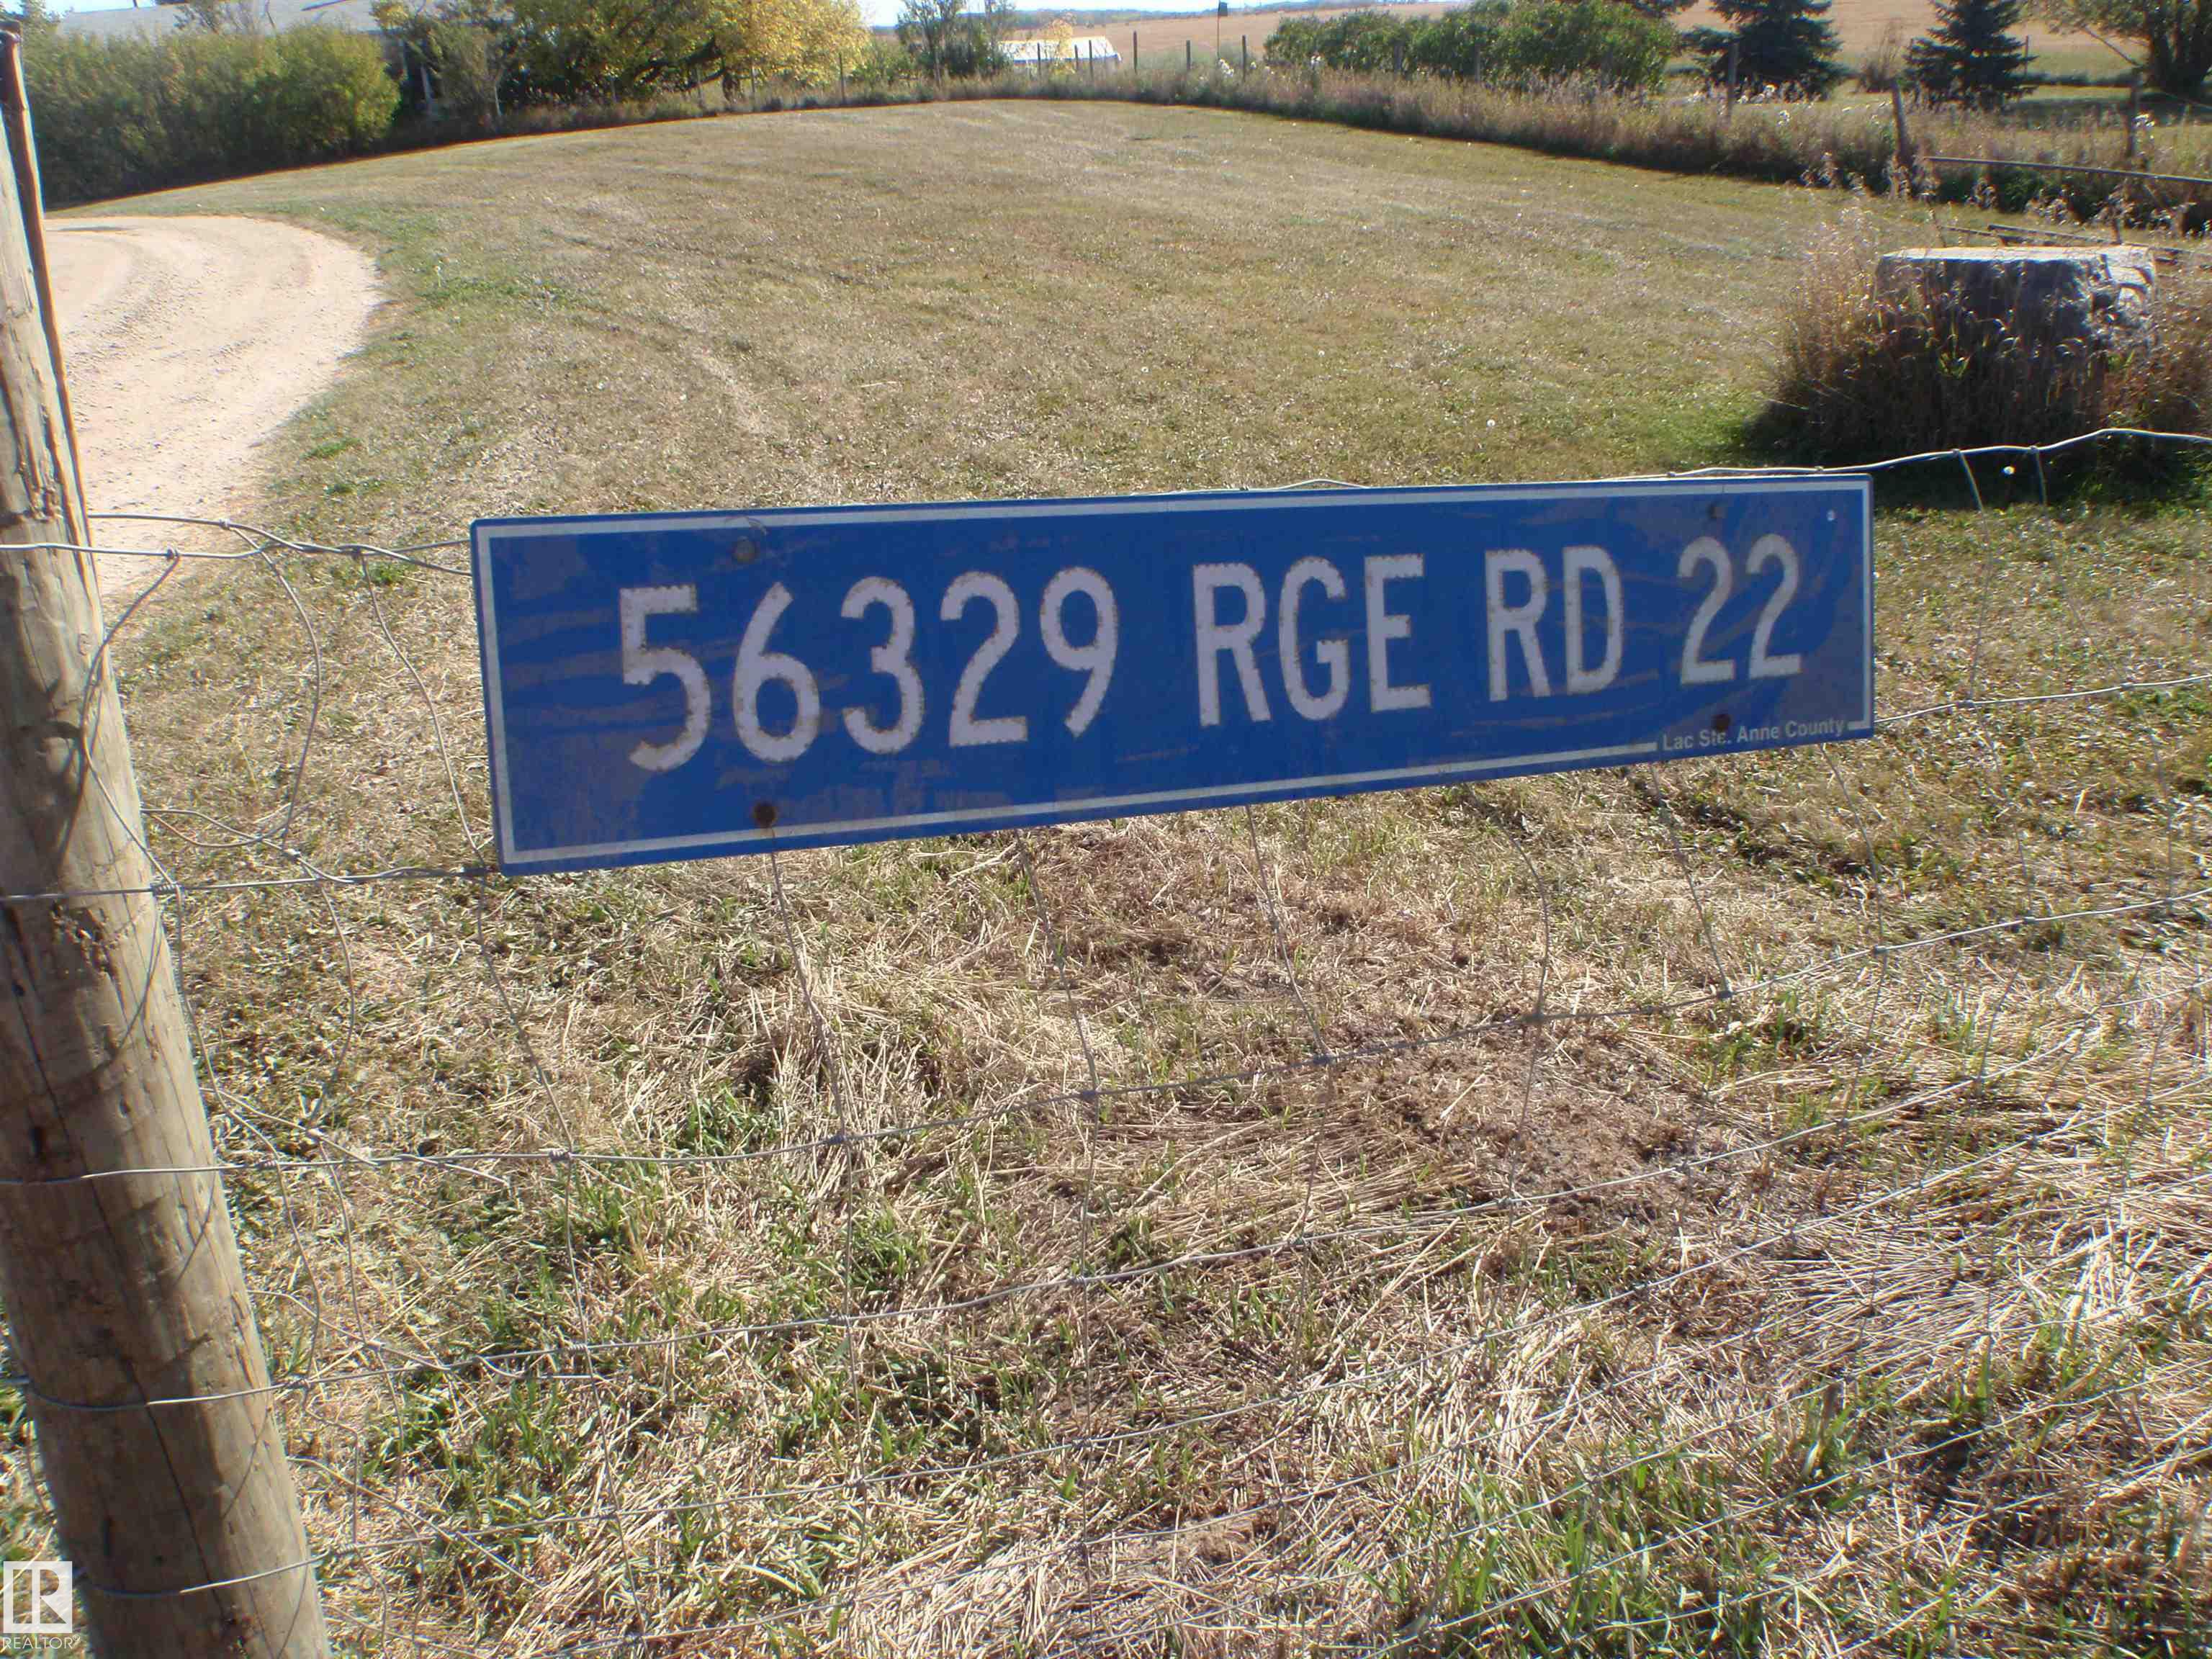 56329 RGE RD 22
Lac Ste. Anne County
REALTOR